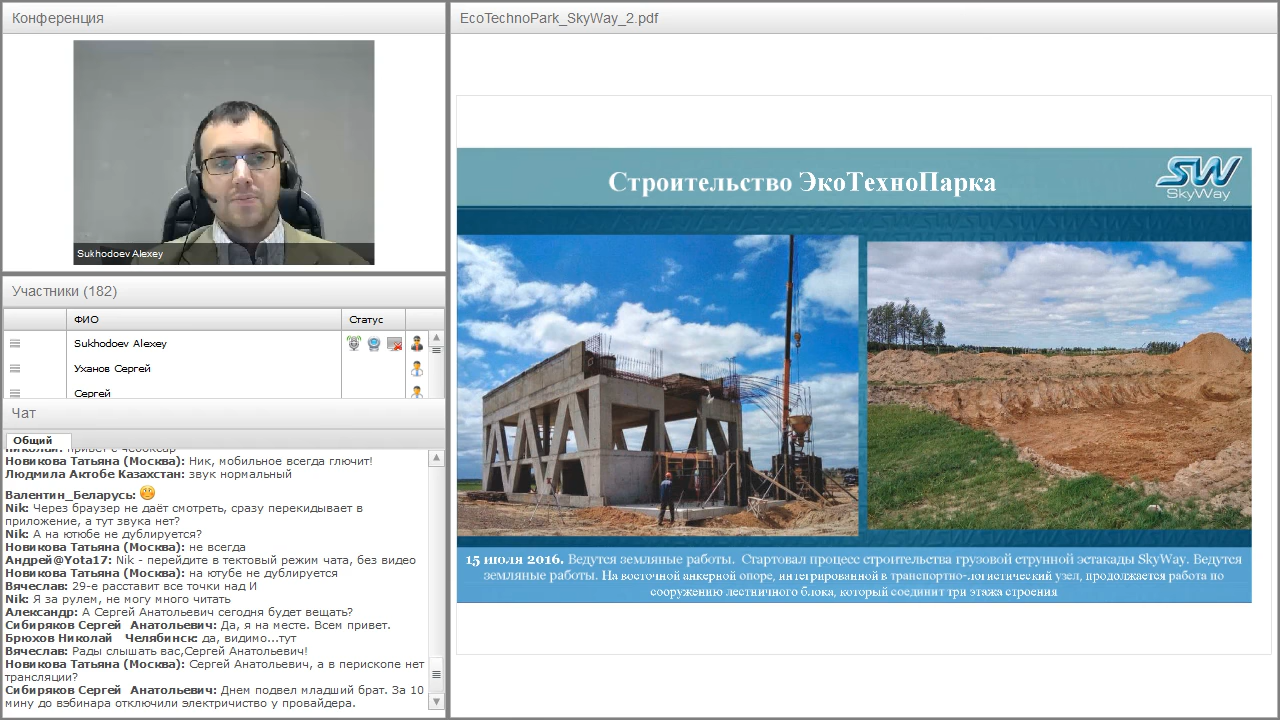 Конференция
Sukhodoev Alexey
Участники (182)
ФИО
Статус
Sukhodoev Alexey
Уханов Сергей
Сергей
Чат
Общий
Николай: привет с чебоксар
Новикова Татьяна (Москва): Ник, мобильное всегда глючит!
Людмила Актобе Казахстан: звук нормальный
Валентин_Беларусь:
Nik: Через браузер не даёт смотреть, сразу перекидывает в
приложение, а тут звука нет?
Nik: А на ютюбе не дублируется?
Новикова Татьяна (Москва): не всегда
Андрей@Yota17: Nik - перейдите в тектовый режим чата, без видео
Новикова Татьяна (Москва): на ютубе не дублируется
Вячеслав: 29-е расставит все точки над И
Nik: Я за рулем, не могу много читать
Александр: А Сергей Анатольевич сегодня будет вещать?
Сибиряков Сергей Анатольевич: Да, я на месте. Всем привет.
Брюхов Николай Челябинск: да, видимо...тут
Вячеслав: Рады слышать вас,Сергей Анатольевич!
Новикова Татьяна (Москва): Сергей Анатольевич, а в перископе нет
трансляции?
Сибиряков Сергей Анатольевич: Днем подвел младший брат. За 10
мину до вэбинара отключили электричиство у провайдера.
EcoTechnoPark_SkyWay_2.pdf
Строительство ЭкоТехноПарка
SW
SkyWay
15 июля 2016. Ведутся земляные работы. Стартовал процесс строительства грузовой струнной эстакады SkyWay. Ведутся
земляные работы. На восточной анкерной опоре, интегрированной в транспортно-логистический узел, продолжается работа по
сооружению лестничного блока, который соединит три этажа строения